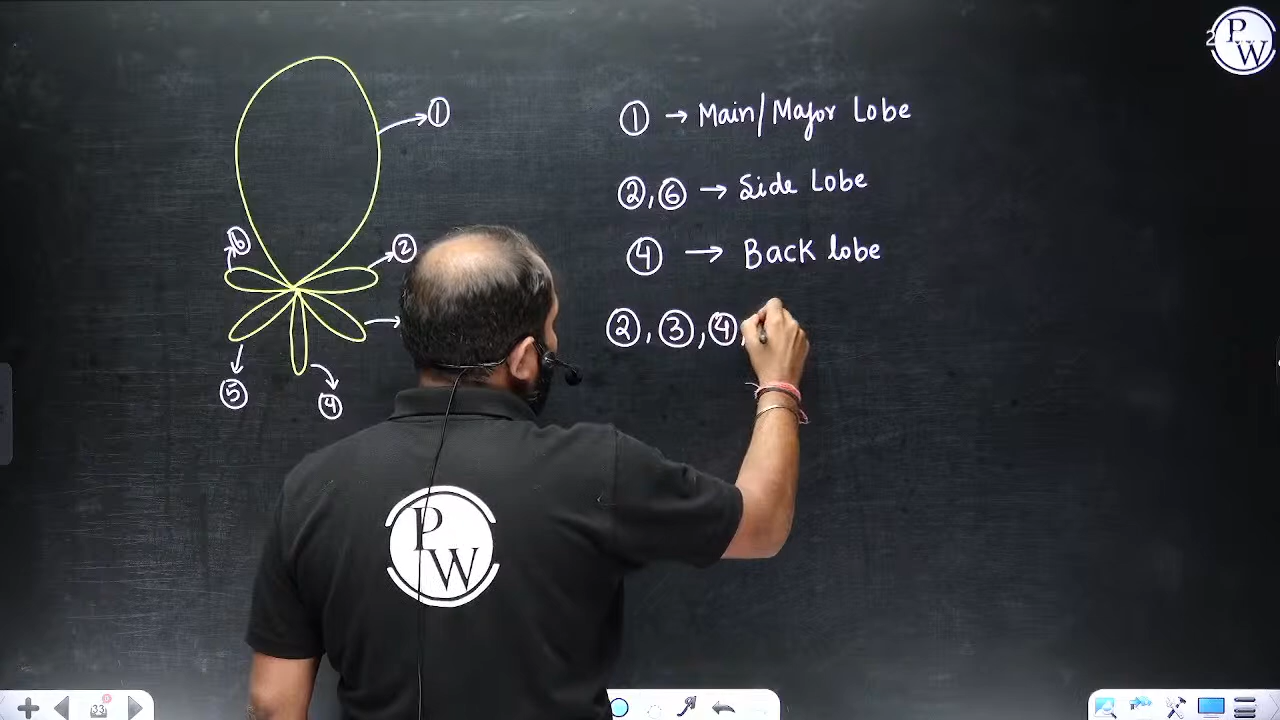 PW
① → Main/Major Lobe
②,⑥ → Side Lobe
④ → Back lobe
②,③,④,
①
⑥
②
⑤
④
PW
33